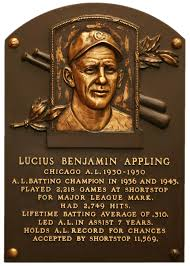 LUCIUS BENJAMIN APPLING
CHICAGO A.L. 1930-1950
A.L. BATTING CHAMPION IN 1936 AND 1943.
PLAYED 2,218 GAMES AT SHORTSTOP
FOR MAJOR LEAGUE MARK.
HAD 2,749 HITS.
LIFETIME BATTING AVERAGE OF .310.
LED A.L. IN ASSIST 7 YEARS.
HOLDS A.L. RECORD FOR CHANCES
ACCEPTED BY SHORTSTOP 11,569.